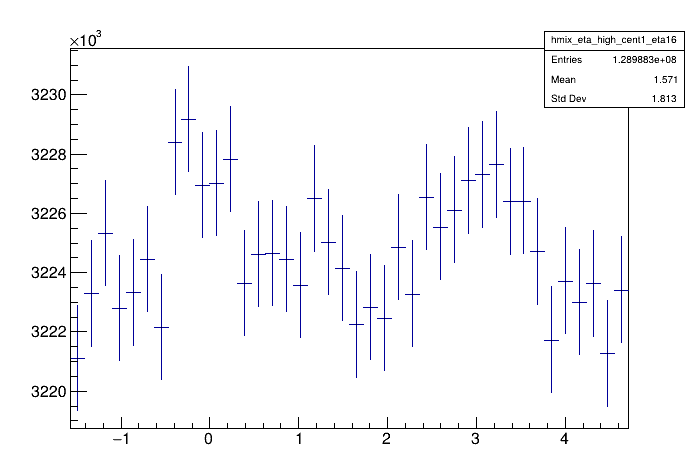 ×10³
hmix_eta_high_cent1_eta16
Entries 1.289883e+08
Mean 1.571
Std Dev 1.813
3230
3228
3226
3224
3222
3220
−1 0 1 2 3 4